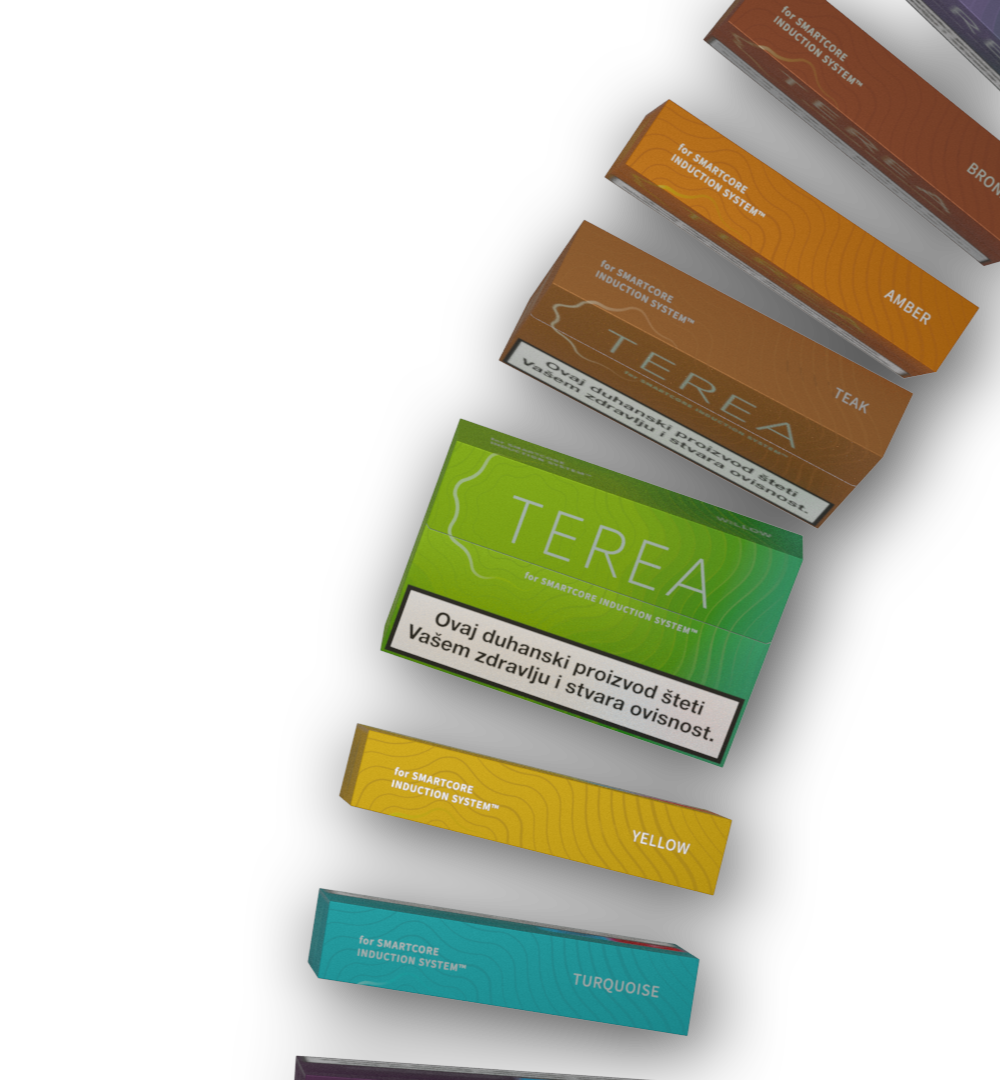 for SMARTCORE
INDUCTION SYSTEM™
TEREA
for SMARTCORE
INDUCTION SYSTEM™
AMBER
for SMARTCORE
INDUCTION SYSTEM™
TEAK
TEREA
for SMARTCORE INDUCTION SYSTEM™
Ovaj duhanski proizvod šteti
Vašem zdravlju i stvara ovisnost.
WILLOW
TEREA
for SMARTCORE INDUCTION SYSTEM™
Ovaj duhanski proizvod šteti
Vašem zdravlju i stvara ovisnost.
for SMARTCORE
INDUCTION SYSTEM™
YELLOW
for SMARTCORE
INDUCTION SYSTEM™
TURQUOISE